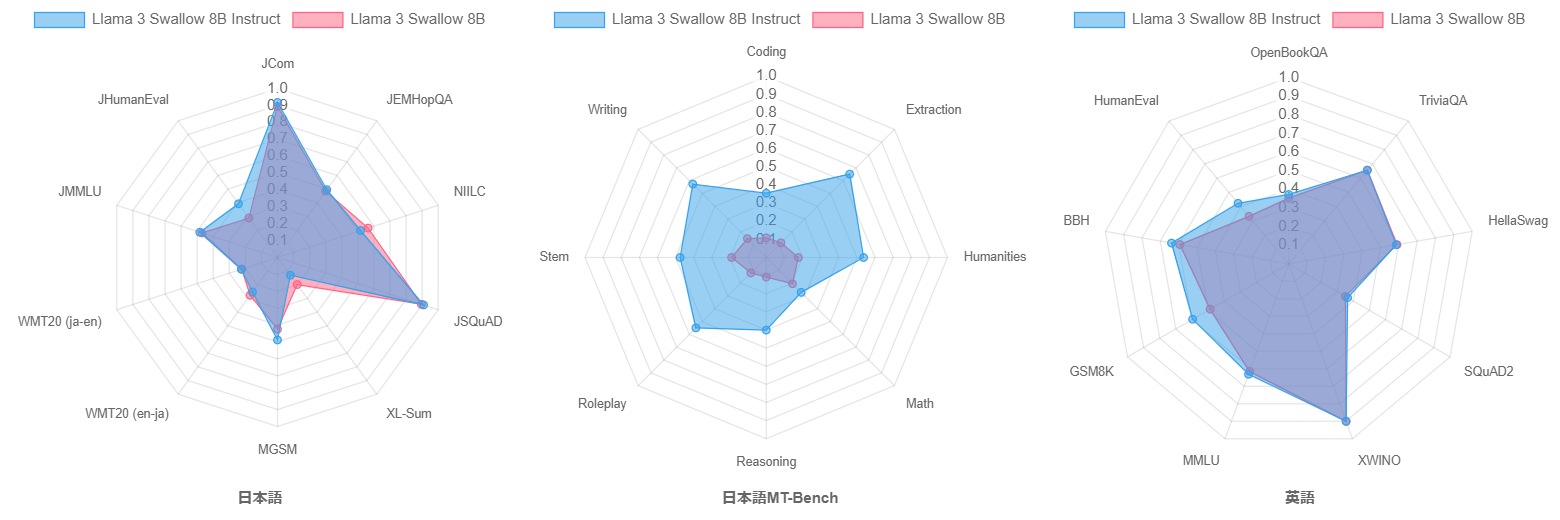 Llama 3 Swallow 8B Instruct
Llama 3 Swallow 8B
JCom
JEMHopQA
NIILC
JSQuAD
XL-Sum
MGSM
WMT20 (en-ja)
WMT20 (ja-en)
JMMLU
JHumanEval
1.0
0.9
0.8
0.7
0.6
0.5
0.4
0.3
0.2
0.1
日本語
Llama 3 Swallow 8B Instruct
Llama 3 Swallow 8B
Coding
Extraction
Humanities
Math
Reasoning
Roleplay
Stem
Writing
1.0
0.9
0.8
0.7
0.6
0.5
0.4
0.3
0.2
0.1
日本語MT-Bench
Llama 3 Swallow 8B Instruct
Llama 3 Swallow 8B
OpenBookQA
TriviaQA
HellaSwag
SQuAD2
XWINO
MMLU
GSM8K
BBH
HumanEval
1.0
0.9
0.8
0.7
0.6
0.5
0.4
0.3
0.2
0.1
英語